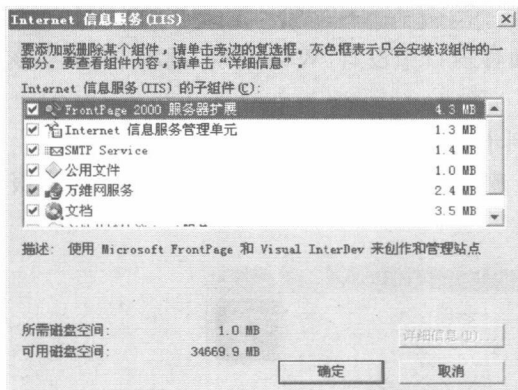 Internet 信息服务(IIS)
要添加或删除某个组件，请单击旁边的复选框。灰色框表示只会安装该组件的一
部分。要查看组件内容，请单击“详细信息”。
Internet 信息服务(IIS) 的子组件(C):
FrontPage 2000 服务器扩展 4.3 MB
Internet 信息服务管理单元 1.3 MB
SMTP Service 1.4 MB
公用文件 1.0 MB
万维网服务 2.4 MB
文档 3.5 MB
描述: 使用 Microsoft FrontPage 和 Visual InterDev 来创作和管理站点
所需磁盘空间: 1.0 MB
详细信息(D)...
可用磁盘空间: 34669.9 MB
确定 取消